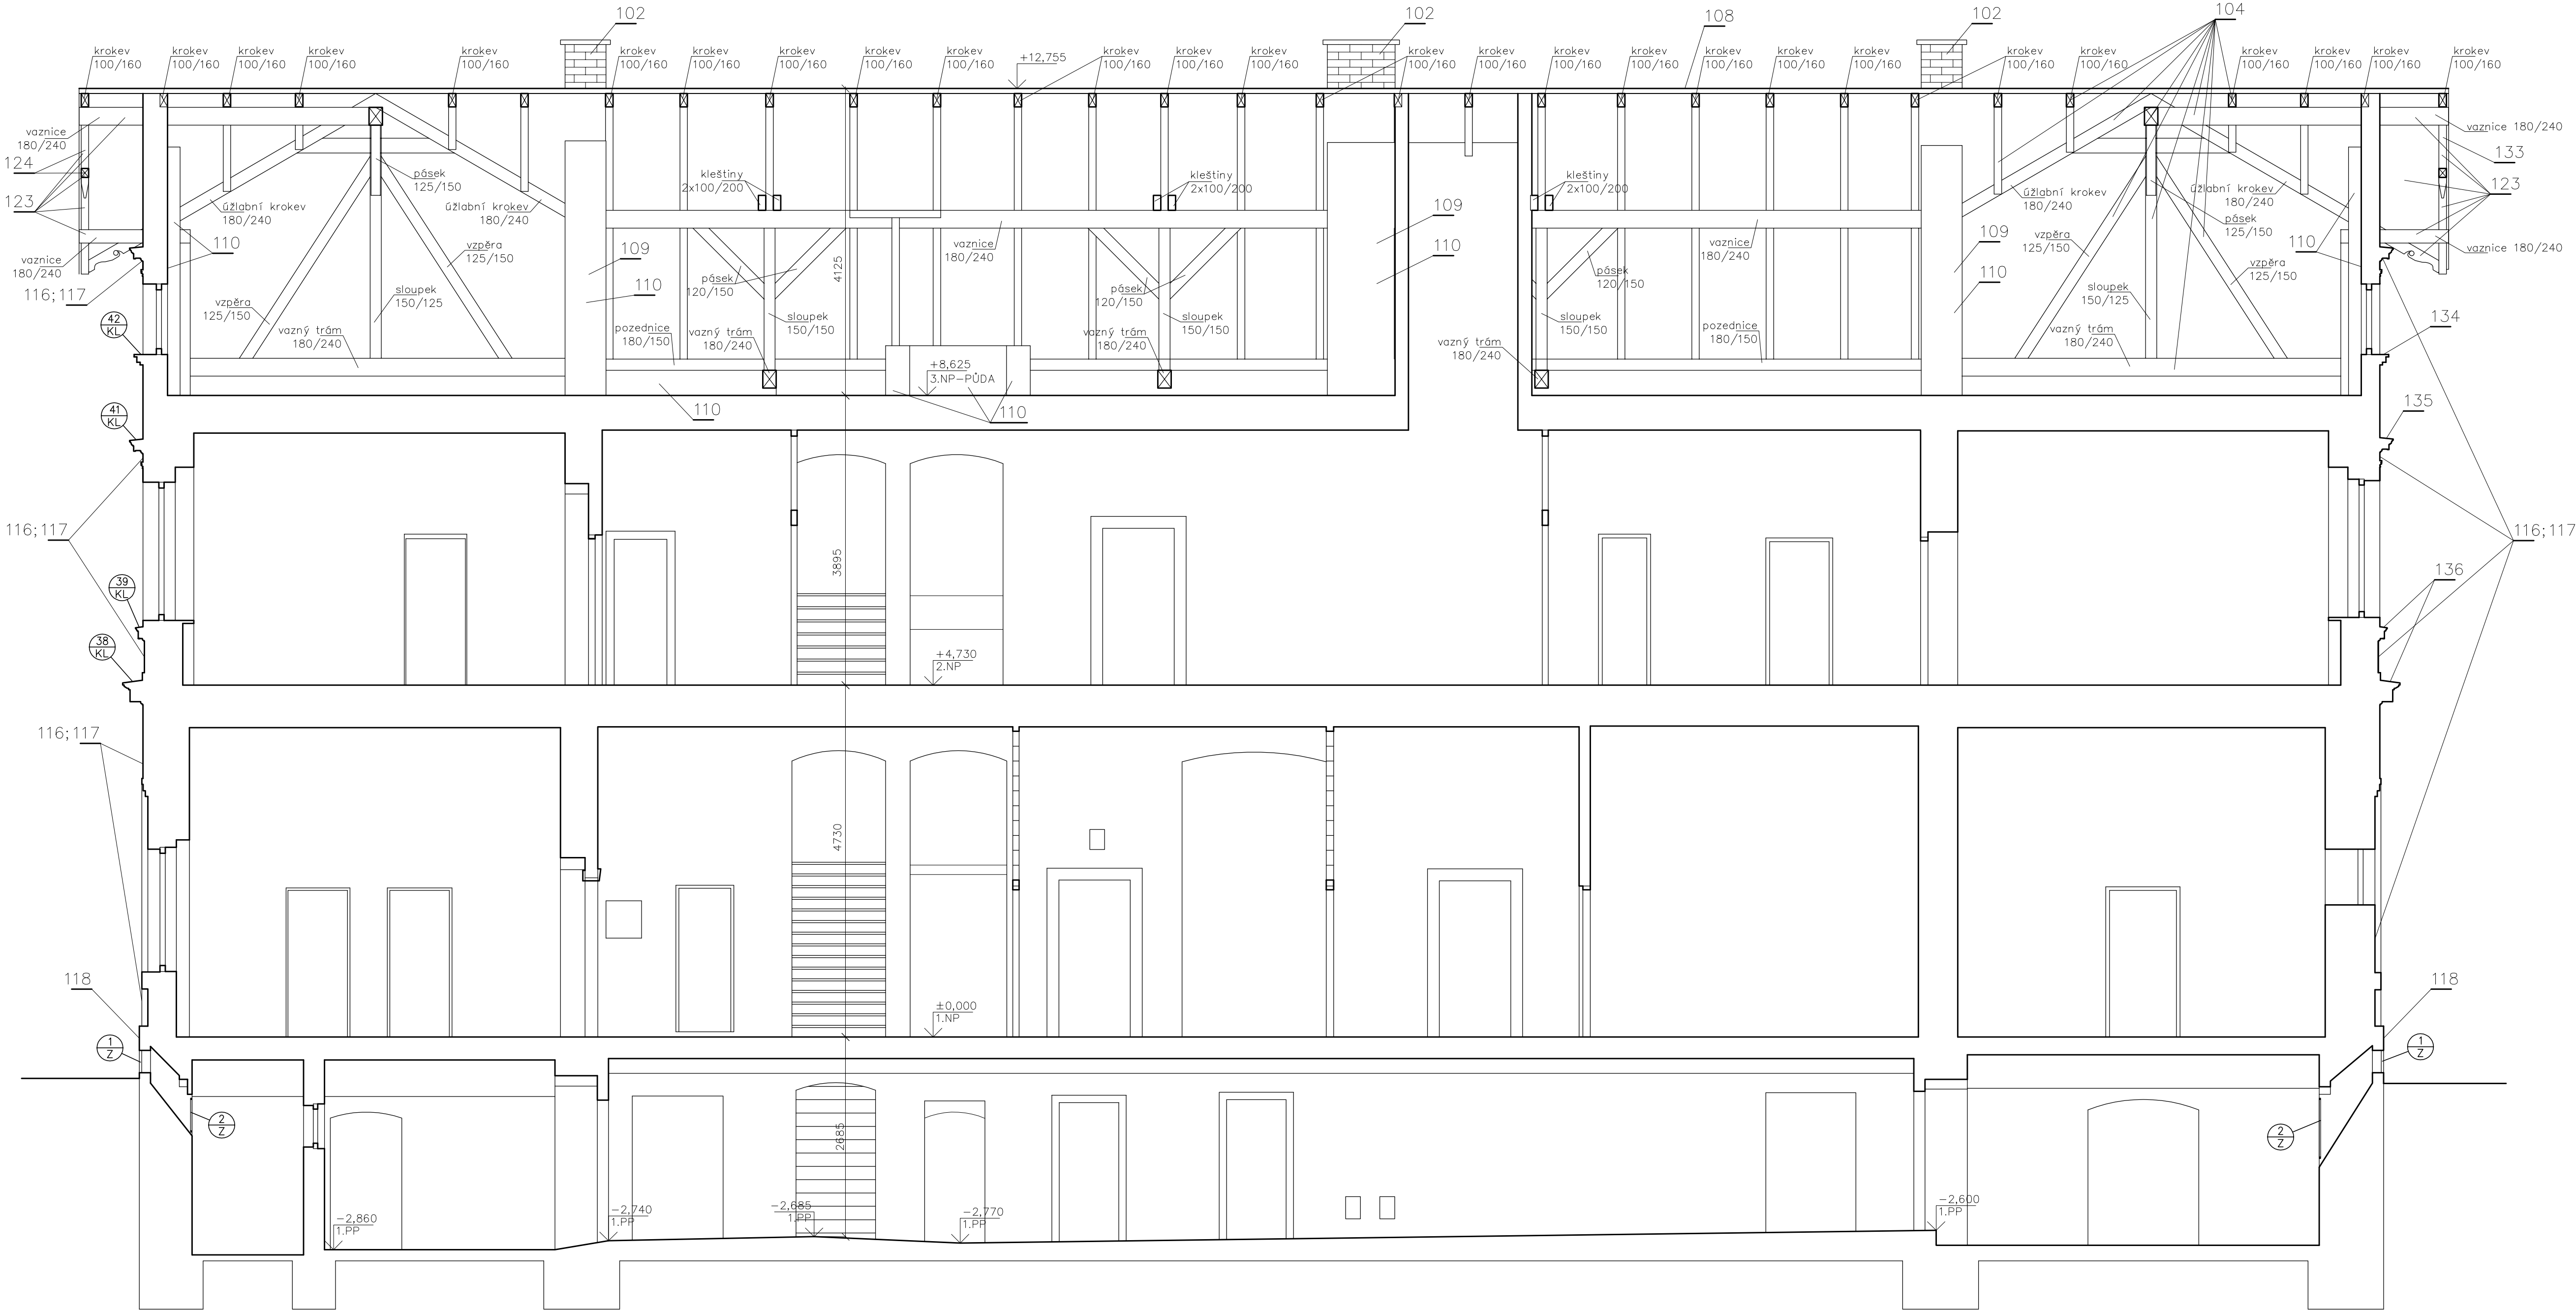 102
102
108
102
104
krokev
100/160
krokev
100/160
krokev
100/160
krokev
100/160
krokev
100/160
krokev
100/160
krokev
100/160
krokev
100/160
krokev
100/160
krokev
100/160
+12,755
krokev
100/160
krokev
100/160
krokev
100/160
krokev
100/160
krokev
100/160
krokev
100/160
krokev
100/160
krokev
100/160
krokev
100/160
krokev
100/160
krokev
100/160
krokev
100/160
krokev
100/160
krokev
100/160
krokev
100/160
krokev
100/160
vaznice
180/240
124
123
vaznice
180/240
116;117
110
úžlabní krokev
180/240
pásek
125/150
úžlabní krokev
180/240
vzpěra
125/150
vzpěra
125/150
sloupek
150/125
vazný trám
180/240
109
110
kleštiny
2x100/200
pásek
120/150
pozednice
180/150
vazný trám
180/240
sloupek
150/150
4125
110
+8,625
3.NP-PŮDA
110
vaznice
180/240
kleštiny
2x100/200
pásek
120/150
vazný trám
180/240
sloupek
150/150
109
110
kleštiny
2x100/200
pásek
120/150
vazný trám
180/240
sloupek
150/150
vaznice
180/240
pozednice
180/150
109
110
úžlabní krokev
180/240
vzpěra
125/150
sloupek
150/125
vazný trám
180/240
úžlabní krokev
180/240
pásek
125/150
vzpěra
125/150
110
vaznice 180/240
133
123
vaznice 180/240
134
135
42
KL
41
KL
116;117
39
KL
38
KL
3895
+4,730
2.NP
116;117
136
116;117
4730
±0,000
1.NP
118
118
1
Z
1
Z
2
Z
2
Z
2685
-2,860
1.PP
-2,740
1.PP
-2,685
1.PP
-2,770
1.PP
-2,600
1.PP